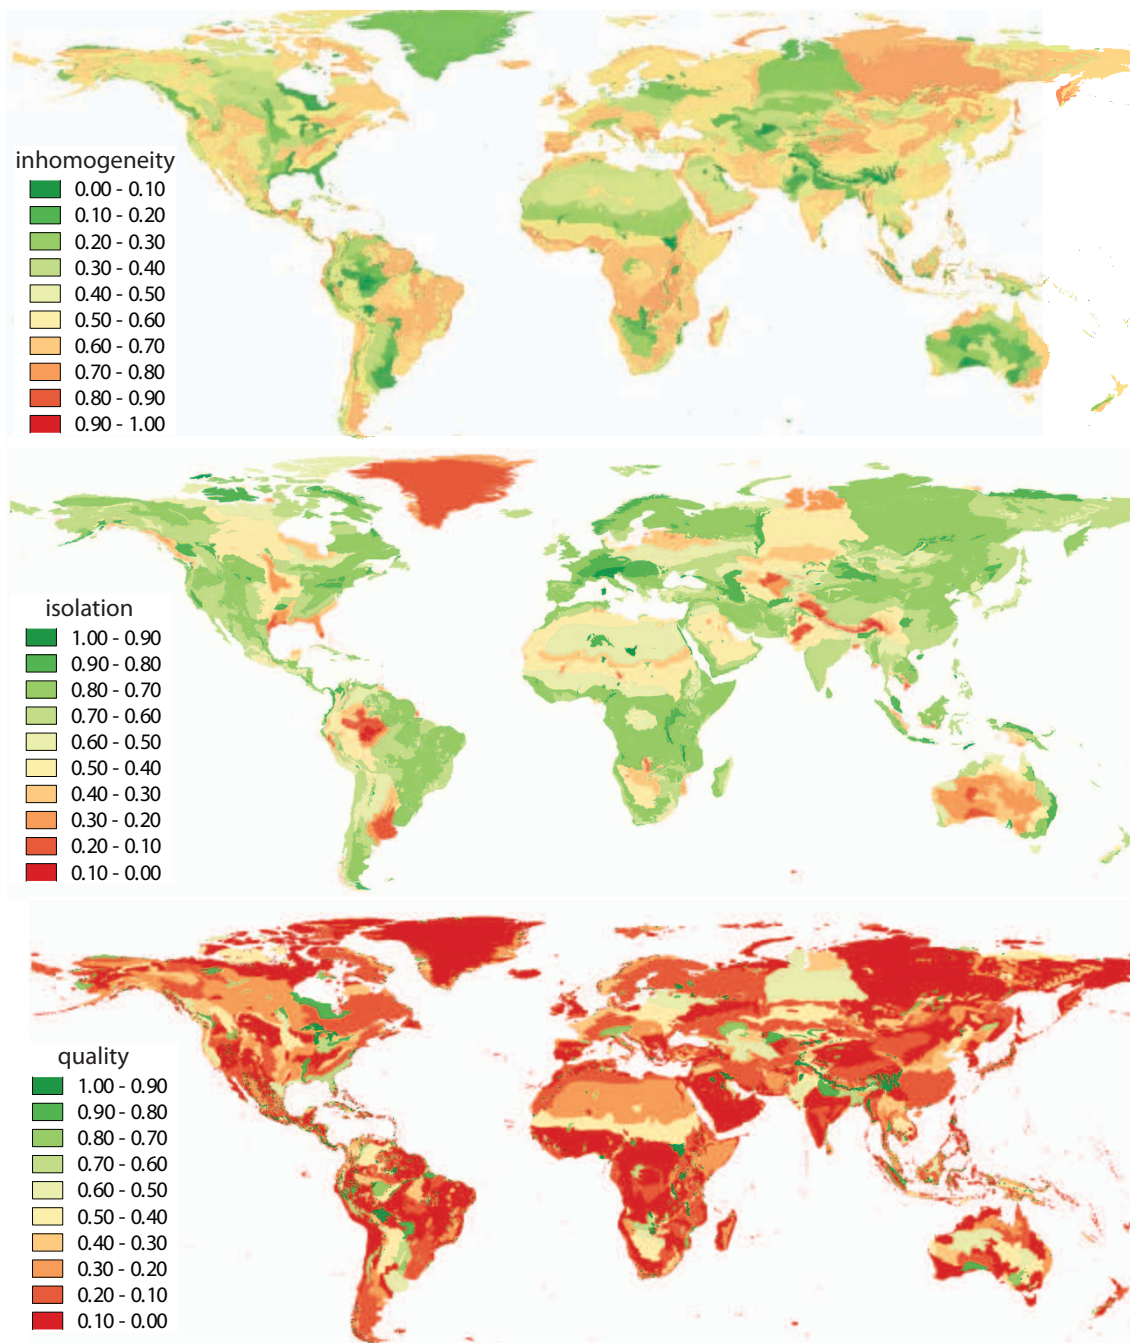 inhomogeneity
0.00 - 0.10
0.10 - 0.20
0.20 - 0.30
0.30 - 0.40
0.40 - 0.50
0.50 - 0.60
0.60 - 0.70
0.70 - 0.80
0.80 - 0.90
0.90 - 1.00
isolation
1.00 - 0.90
0.90 - 0.80
0.80 - 0.70
0.70 - 0.60
0.60 - 0.50
0.50 - 0.40
0.40 - 0.30
0.30 - 0.20
0.20 - 0.10
0.10 - 0.00
quality
1.00 - 0.90
0.90 - 0.80
0.80 - 0.70
0.70 - 0.60
0.60 - 0.50
0.50 - 0.40
0.40 - 0.30
0.30 - 0.20
0.20 - 0.10
0.10 - 0.00